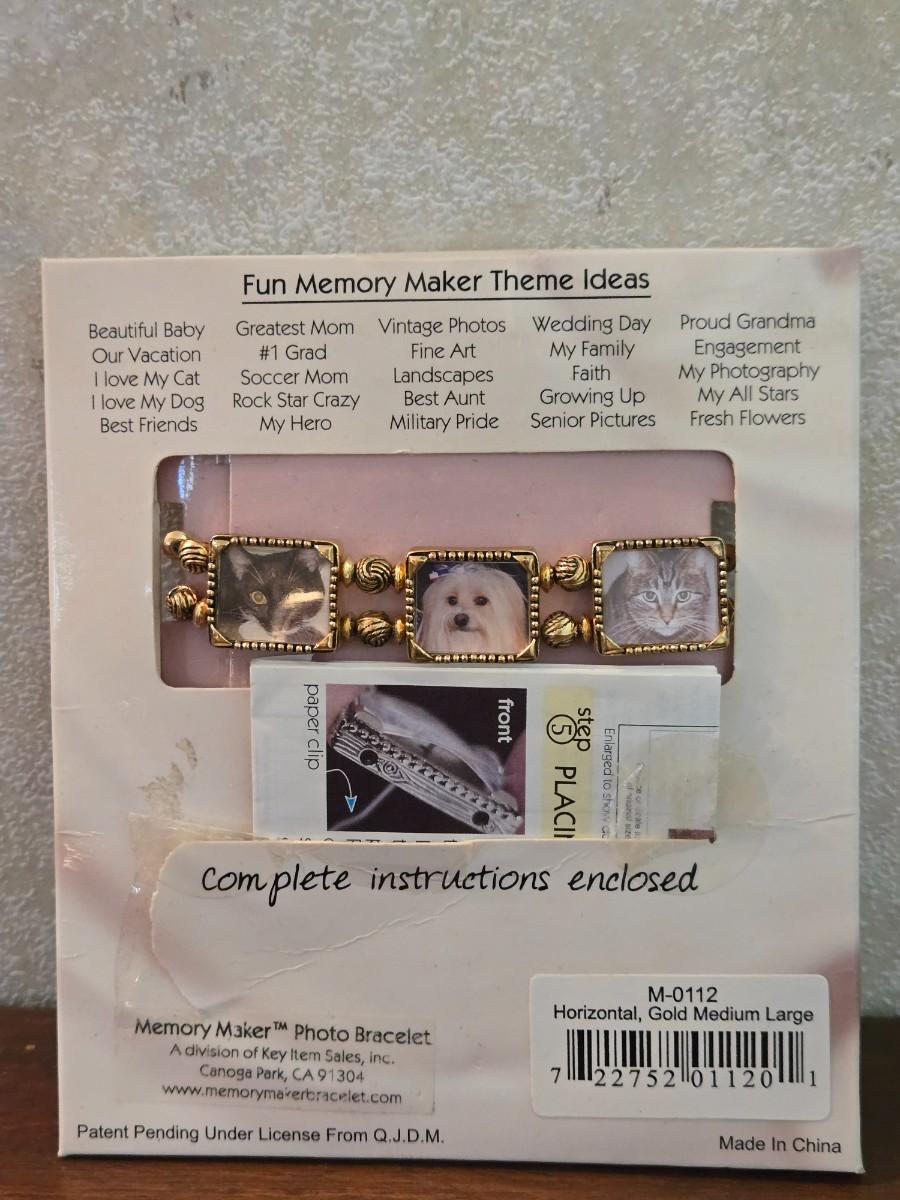 Fun Memory Maker Theme Ideas
Beautiful Baby
Our Vacation
I love My Cat
I love My Dog
Best Friends
Greatest Mom
#1 Grad
Soccer Mom
Rock Star Crazy
My Hero
Vintage Photos
Fine Art
Landscapes
Best Aunt
Military Pride
Wedding Day
My Family
Faith
Growing Up
Senior Pictures
Proud Grandma
Engagement
My Photography
My All Stars
Fresh Flowers
paper clip
front
step
5 PLACI
Enlarged to show
Complete instructions enclosed
Memory Maker™ Photo Bracelet
A division of Key Item Sales, inc.
Canoga Park, CA 91304
www.memorymakerbracelet.com
Patent Pending Under License From Q.J.D.M.
M-0112
Horizontal, Gold Medium Large
7 22752 01120 1
Made In China